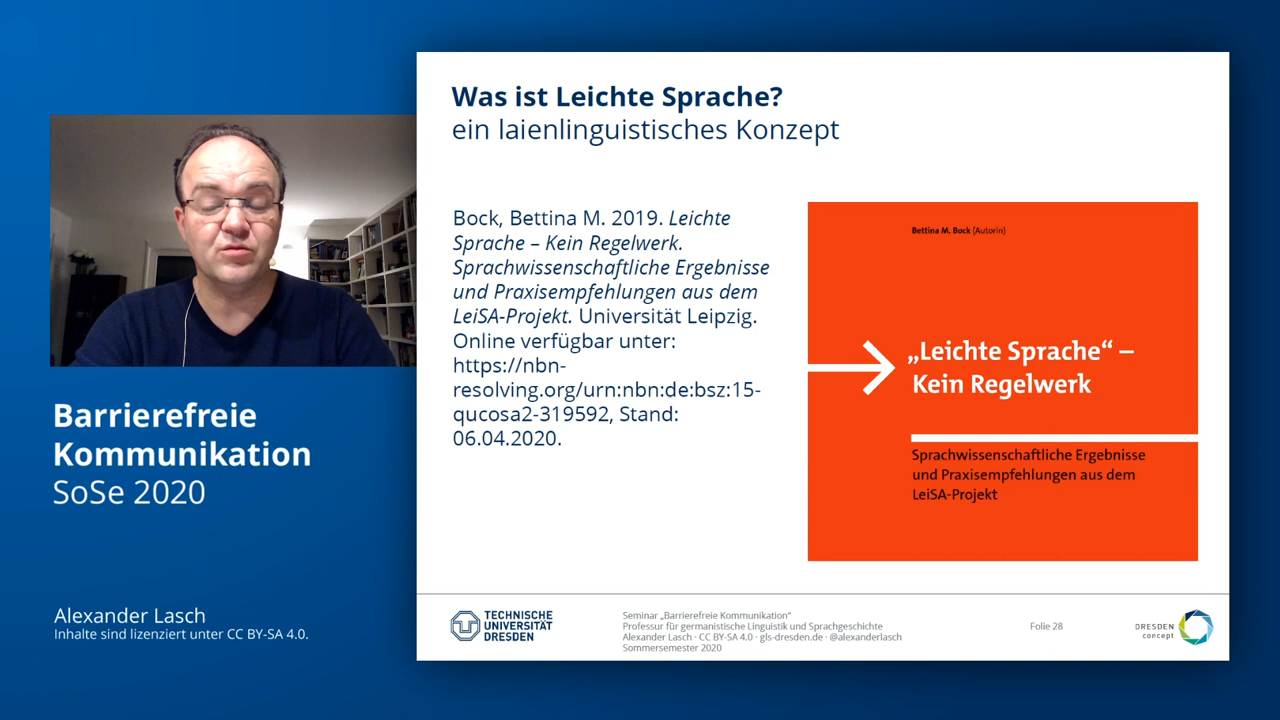 Was ist Leichte Sprache?
ein laienlinguistisches Konzept
Bock, Bettina M. 2019. Leichte
Sprache – Kein Regelwerk.
Sprachwissenschaftliche Ergebnisse
und Praxisempfehlungen aus dem
LeiSA-Projekt. Universität Leipzig.
Online verfügbar unter:
https://nbn-
resolving.org/urn:nbn:de:bsz:15-
qucosa2-319592, Stand:
06.04.2020.
Bettina M. Bock (Autorin)
„Leichte Sprache“ –
Kein Regelwerk
Sprachwissenschaftliche Ergebnisse
und Praxisempfehlungen aus dem
LeiSA-Projekt
Barrierefreie
Kommunikation
SoSe 2020
Alexander Lasch
Inhalte sind lizenziert unter CC BY-SA 4.0.
TECHNISCHE
UNIVERSITÄT
DRESDEN
Seminar „Barrierefreie Kommunikation“
Professur für germanistische Linguistik und Sprachgeschichte
Alexander Lasch · CC BY-SA 4.0 · gls-dresden.de · @alexanderlasch
Sommersemester 2020
Folie 28
DRESDEN
concept